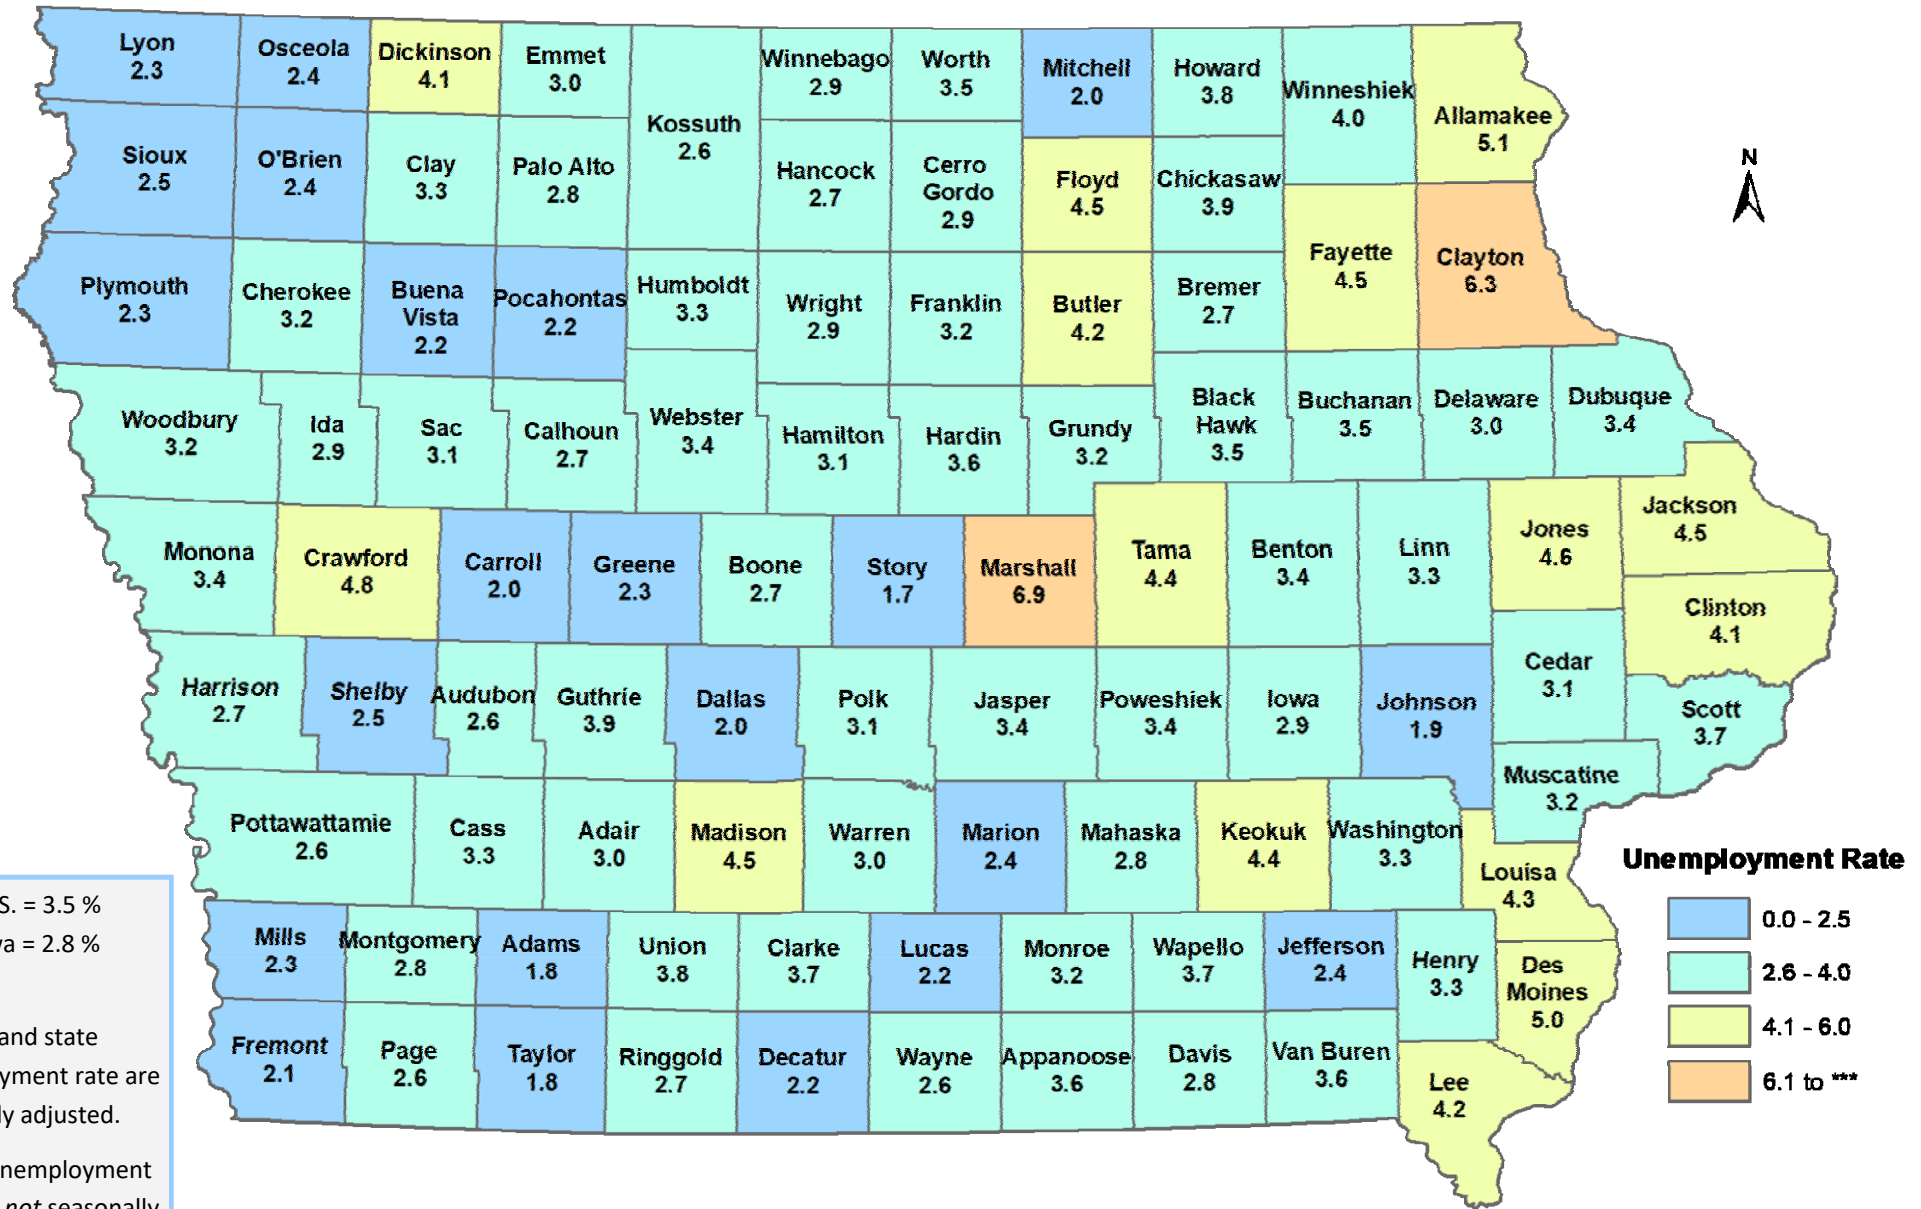 Lyon
2.3
Osceola
2.4
Dickinson
4.1
Emmet
3.0
Kossuth
2.6
Winnebago
2.9
Worth
3.5
Mitchell
2.0
Howard
3.8
Winneshiek
4.0
Allamakee
5.1
N
Sioux
2.5
O'Brien
2.4
Clay
3.3
Palo Alto
2.8
Hancock
2.7
Cerro
Gordo
2.9
Floyd
4.5
Chickasaw
3.9
Fayette
4.5
Clayton
6.3
Plymouth
2.3
Cherokee
3.2
Buena
Vista
2.2
Pocahontas
2.2
Humboldt
3.3
Wright
2.9
Franklin
3.2
Butler
4.2
Bremer
2.7
Woodbury
3.2
Ida
2.9
Sac
3.1
Calhoun
2.7
Webster
3.4
Hamilton
3.1
Hardin
3.6
Grundy
3.2
Black
Hawk
3.5
Buchanan
3.5
Delaware
3.0
Dubuque
3.4
Monona
3.4
Crawford
4.8
Carroll
2.0
Greene
2.3
Boone
2.7
Story
1.7
Marshall
6.9
Tama
4.4
Benton
3.4
Linn
3.3
Jones
4.6
Jackson
4.5
Clinton
4.1
Harrison
2.7
Shelby
2.5
Audubon
2.6
Guthrie
3.9
Dallas
2.0
Polk
3.1
Jasper
3.4
Poweshiek
3.4
Iowa
2.9
Johnson
1.9
Cedar
3.1
Scott
3.7
Muscatine
3.2
Pottawattamie
2.6
Cass
3.3
Adair
3.0
Madison
4.5
Warren
3.0
Marion
2.4
Mahaska
2.8
Keokuk
4.4
Washington
3.3
Louisa
4.3
Mills
2.3
Montgomery
2.8
Adams
1.8
Union
3.8
Clarke
3.7
Lucas
2.2
Monroe
3.2
Wapello
3.7
Jefferson
2.4
Henry
3.3
Des
Moines
5.0
Fremont
2.1
Page
2.6
Taylor
1.8
Ringgold
2.7
Decatur
2.2
Wayne
2.6
Appanoose
3.6
Davis
2.8
Van Buren
3.6
Lee
4.2
Unemployment Rate
0.0 - 2.5
2.6 - 4.0
4.1 - 6.0
6.1 to ***
S. = 3.5 %
va = 2.8 %
and state
yment rate are
ly adjusted.
nemployment
not seasonally